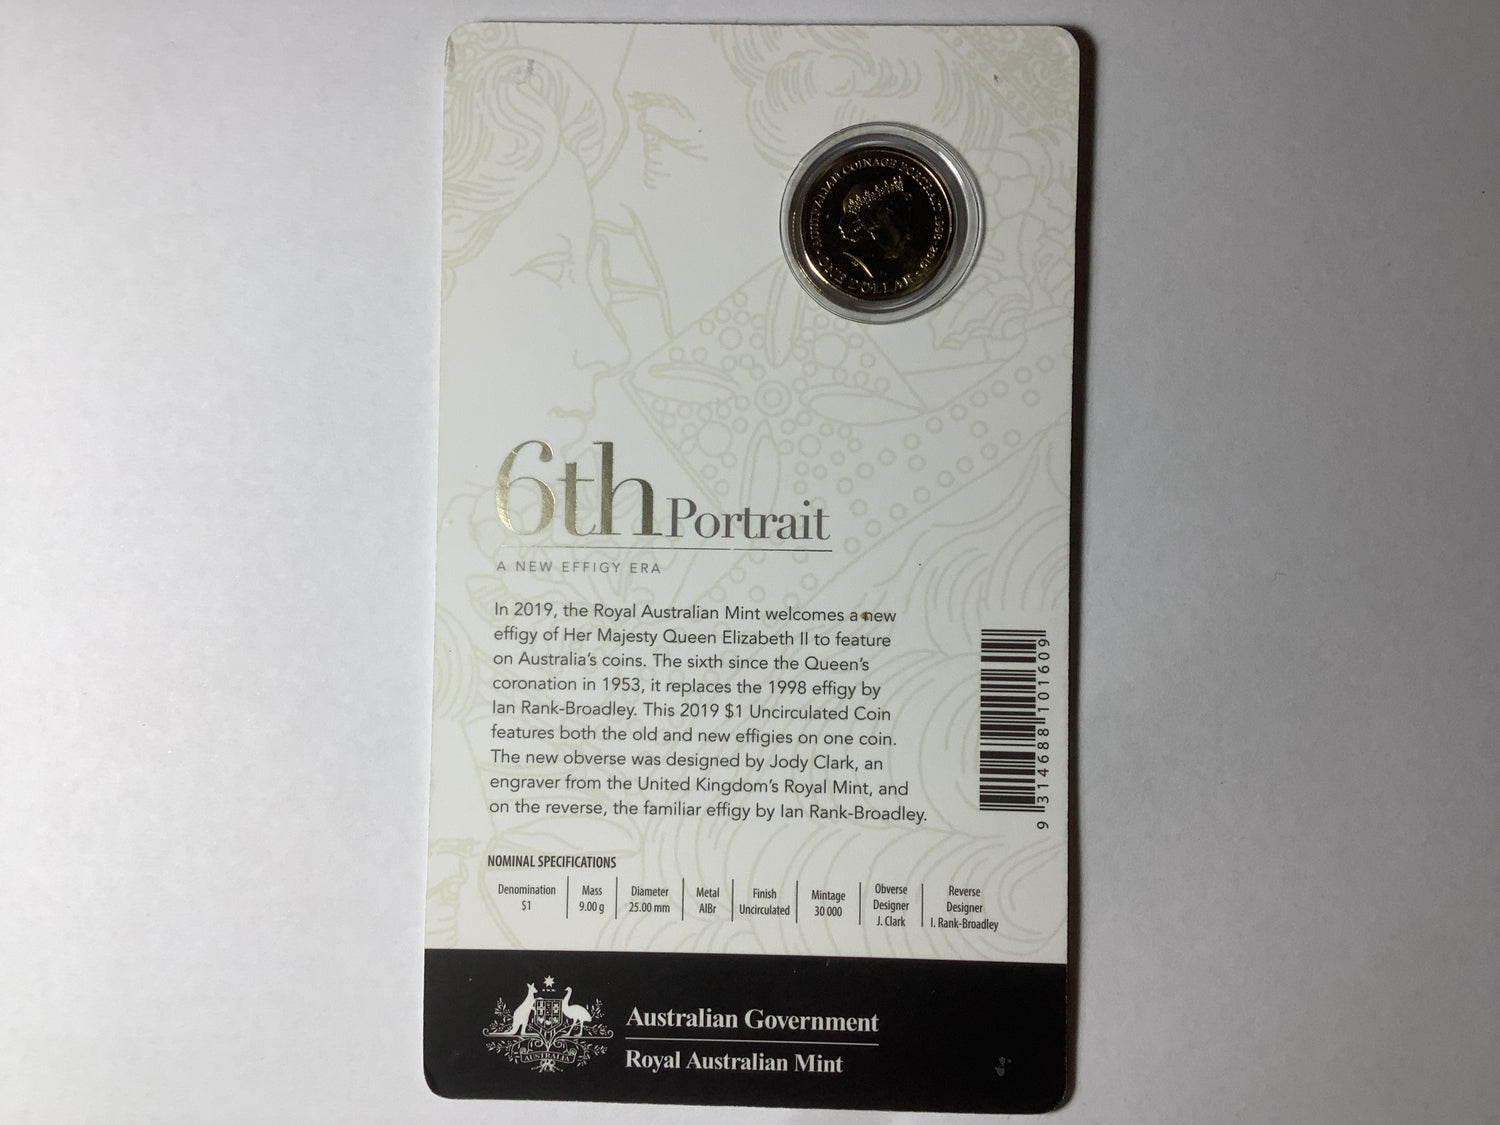 AUSTRALIAN COINAGE PORTRAIT 1998 - 2019
ONE DOLLAR
6th Portrait
A NEW EFFIGY ERA
In 2019, the Royal Australian Mint welcomes a new
effigy of Her Majesty Queen Elizabeth II to feature
on Australia's coins. The sixth since the Queen's
coronation in 1953, it replaces the 1998 effigy by
Ian Rank-Broadley. This 2019 $1 Uncirculated Coin
features both the old and new effigies on one coin.
The new obverse was designed by Jody Clark, an
engraver from the United Kingdom's Royal Mint, and
on the reverse, the familiar effigy by Ian Rank-Broadley.
9 314688 101609
NOMINAL SPECIFICATIONS
Denomination
$1
Mass
9.00 g
Diameter
25.00 mm
Metal
AlBr
Finish
Uncirculated
Mintage
30 000
Obverse
Designer
J. Clark
Reverse
Designer
I. Rank-Broadley
AUSTRALIA
Australian Government
Royal Australian Mint